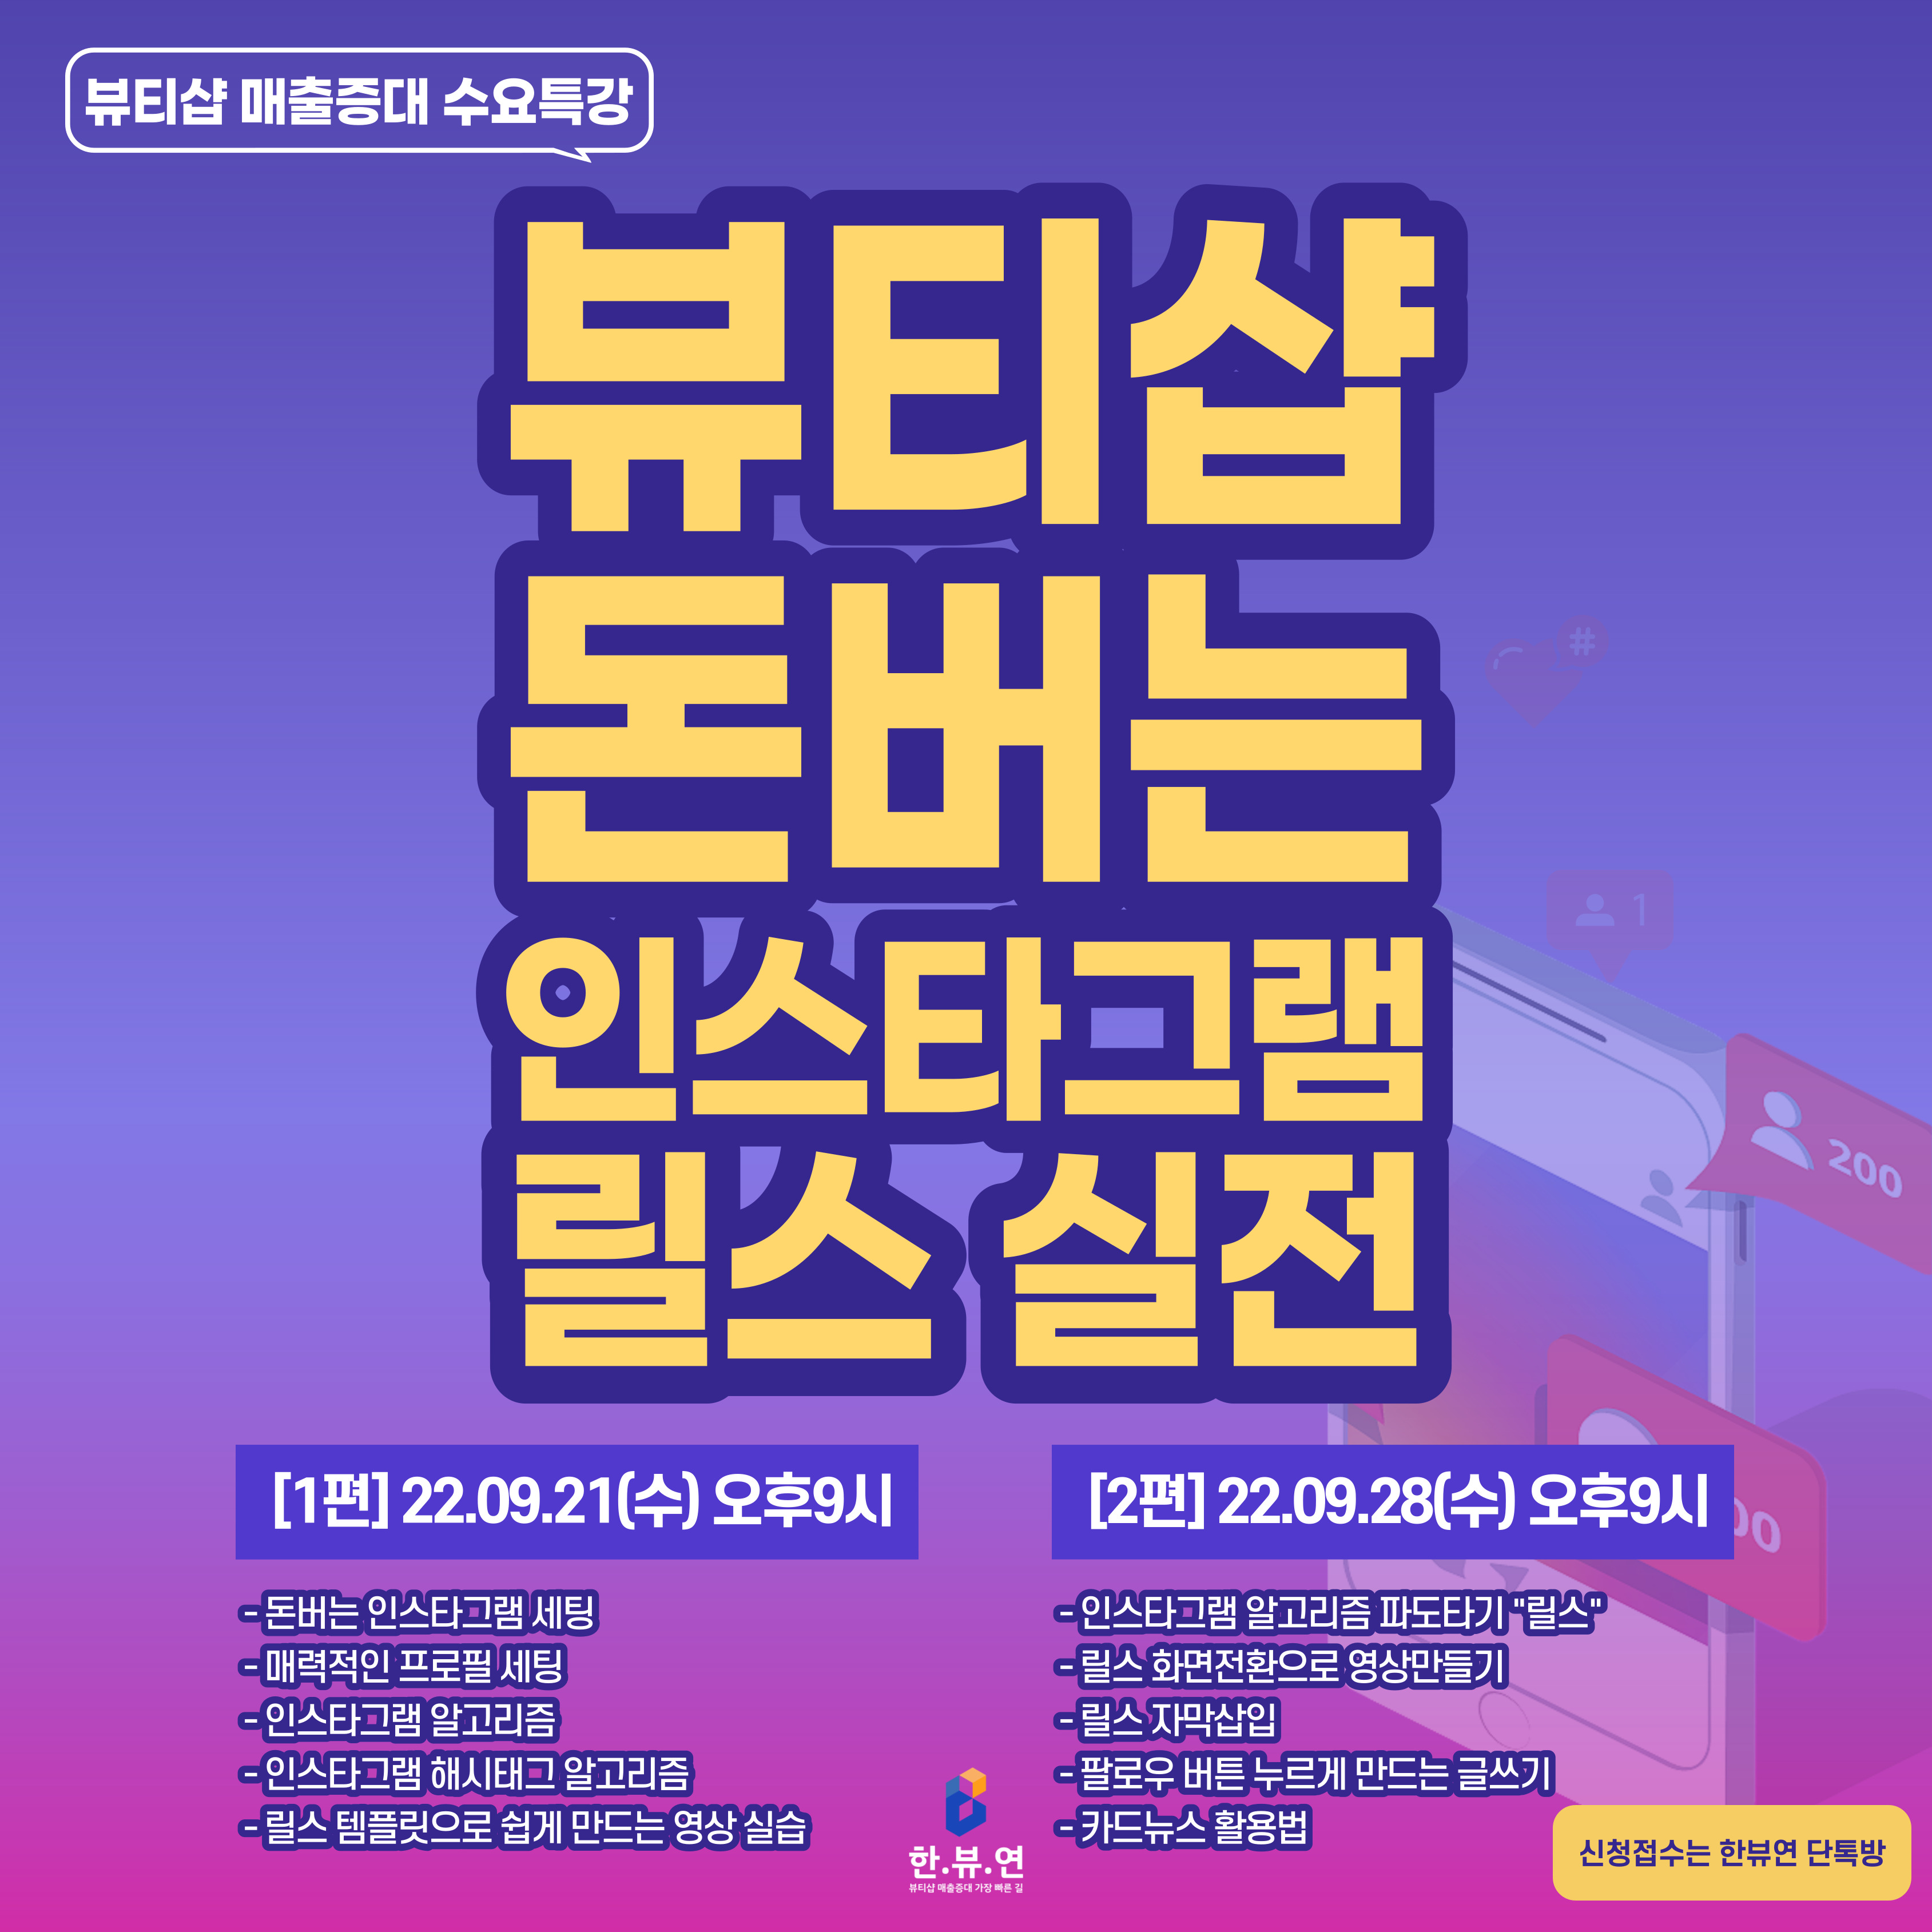 뷰티샵 매출증대 수요특강
뷰티샵
돈버는
인스타그램
릴스 실전
#
1
200
[1편] 22.09.21(수) 오후9시
- 돈버는 인스타그램 세팅
- 매력적인 프로필 세팅
- 인스타그램 알고리즘
- 인스타그램 해시태그 알고리즘
- 릴스 템플릿으로 쉽게 만드는 영상 실습
[2편] 22.09.28(수) 오후9시
- 인스타그램 알고리즘 파도타기 "릴스"
- 릴스 화면전환으로 영상만들기
- 릴스 자막삽입
- 팔로우 버튼 누르게 만드는 글쓰기
- 카드뉴스 활용법
한.뷰.연
뷰티샵 매출증대 가장 빠른 길
신청접수는 한뷰연 단톡방